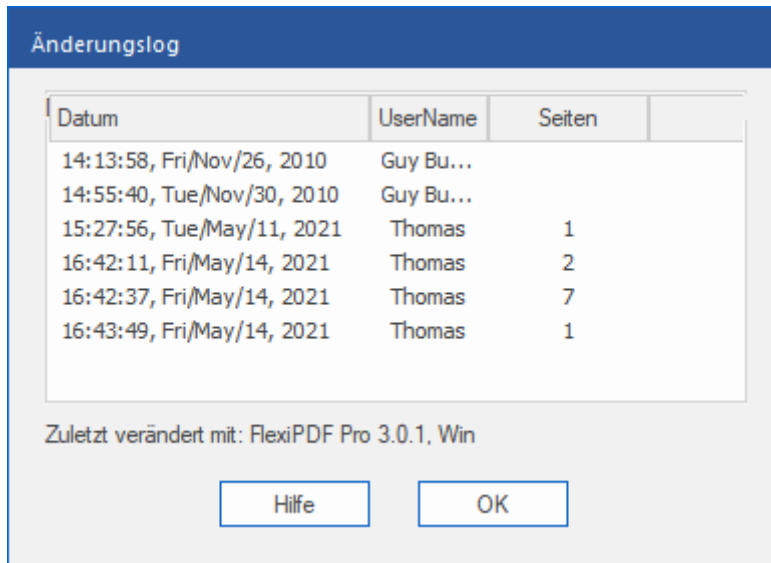 Änderungslog
Datum UserName Seiten
14:13:58, Fri/Nov/26, 2010 Guy Bu...
14:55:40, Tue/Nov/30, 2010 Guy Bu...
15:27:56, Tue/May/11, 2021 Thomas 1
16:42:11, Fri/May/14, 2021 Thomas 2
16:42:37, Fri/May/14, 2021 Thomas 7
16:43:49, Fri/May/14, 2021 Thomas 1
Zuletzt verändert mit: FlexiPDF Pro 3.0.1, Win
Hilfe OK